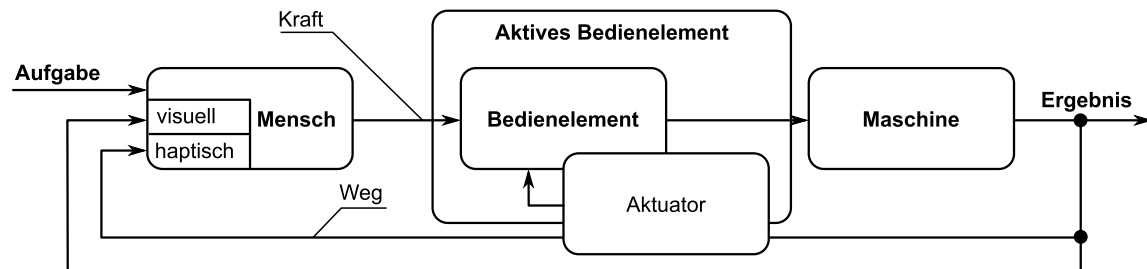 Kraft
Aktives Bedienelement
Aufgabe
visuell
haptisch
Mensch
Bedienelement
Maschine
Ergebnis
Aktuator
Weg